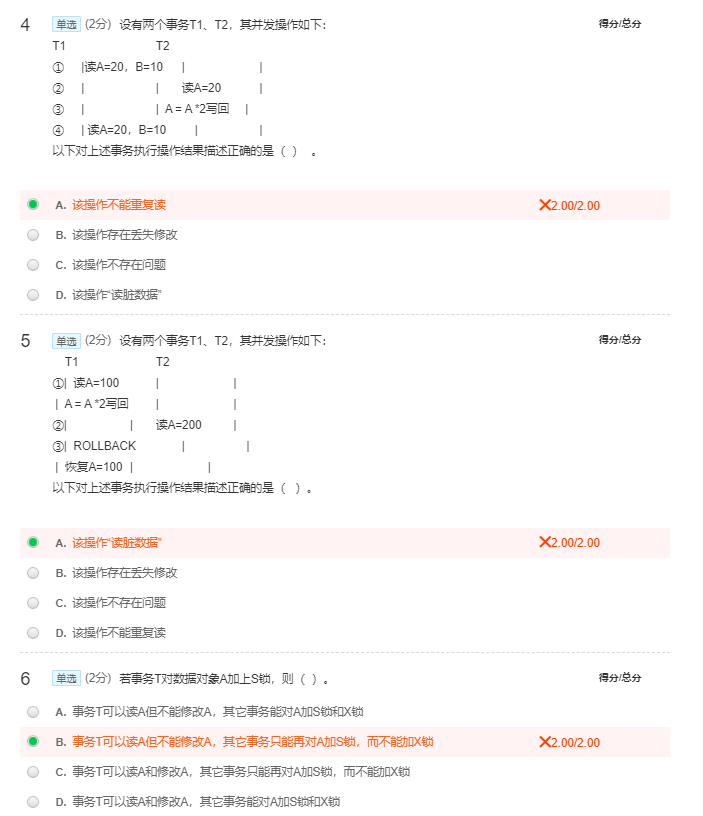 4 单选 (2分) 设有两个事务T1、T2，其并发操作如下： 得分/总分
T1 T2
① |读A=20，B=10 | |
② | | 读A=20 |
③ | | A = A *2写回 |
④ | 读A=20，B=10 | |
以下对上述事务执行操作结果描述正确的是（ ） 。
A. 该操作不能重复读 ×2.00/2.00
B. 该操作存在丢失修改
C. 该操作不存在问题
D. 该操作“读脏数据”
5 单选 (2分) 设有两个事务T1、T2，其并发操作如下： 得分/总分
T1 T2
①| 读A=100 | |
| A = A *2写回 | |
②| | 读A=200 |
③| ROLLBACK | |
| 恢复A=100 | |
以下对上述事务执行操作结果描述正确的是（ ）。
A. 该操作“读脏数据” ×2.00/2.00
B. 该操作存在丢失修改
C. 该操作不存在问题
D. 该操作不能重复读
6 单选 (2分) 若事务T对数据对象A加上S锁，则（ ）。 得分/总分
A. 事务T可以读A但不能修改A，其它事务能对A加S锁和X锁
B. 事务T可以读A但不能修改A，其它事务只能再对A加S锁，而不能加X锁 ×2.00/2.00
C. 事务T可以读A和修改A，其它事务只能再对A加S锁，而不能加X锁
D. 事务T可以读A和修改A，其它事务能对A加S锁和X锁